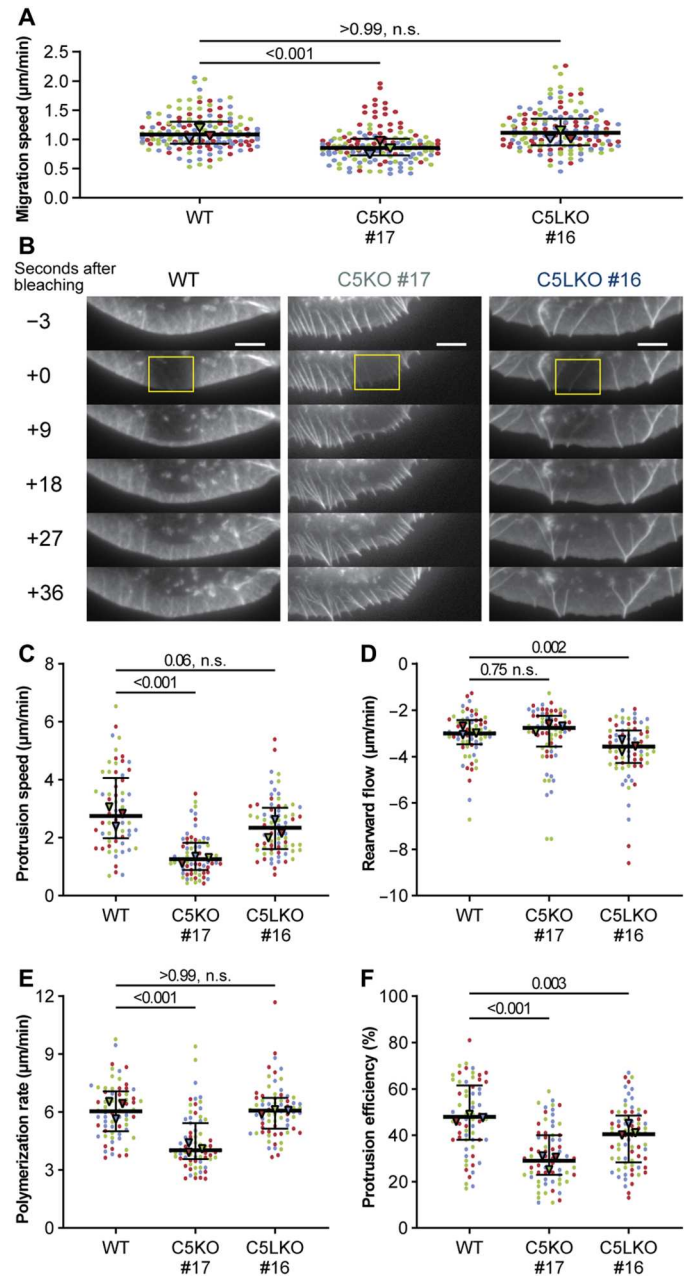 A
>0.99, n.s.
<0.001
Migration speed (µm/min)
2.5
2.0
1.5
1.0
0.5
0.0
WT
C5KO
#17
C5LKO
#16
B
Seconds after
bleaching
WT
C5KO #17
C5LKO #16
−3
+0
+9
+18
+27
+36
C
0.06, n.s.
<0.001
Protrusion speed (µm/min)
8
6
4
2
0
WT
C5KO
#17
C5LKO
#16
D
0.002
0.75 n.s.
Rearward flow (µm/min)
0
−2
−4
−6
−8
−10
WT
C5KO
#17
C5LKO
#16
E
>0.99, n.s.
<0.001
Polymerization rate (µm/min)
12
9
6
3
0
WT
C5KO
#17
C5LKO
#16
F
0.003
<0.001
Protrusion efficiency (%)
100
80
60
40
20
0
WT
C5KO
#17
C5LKO
#16